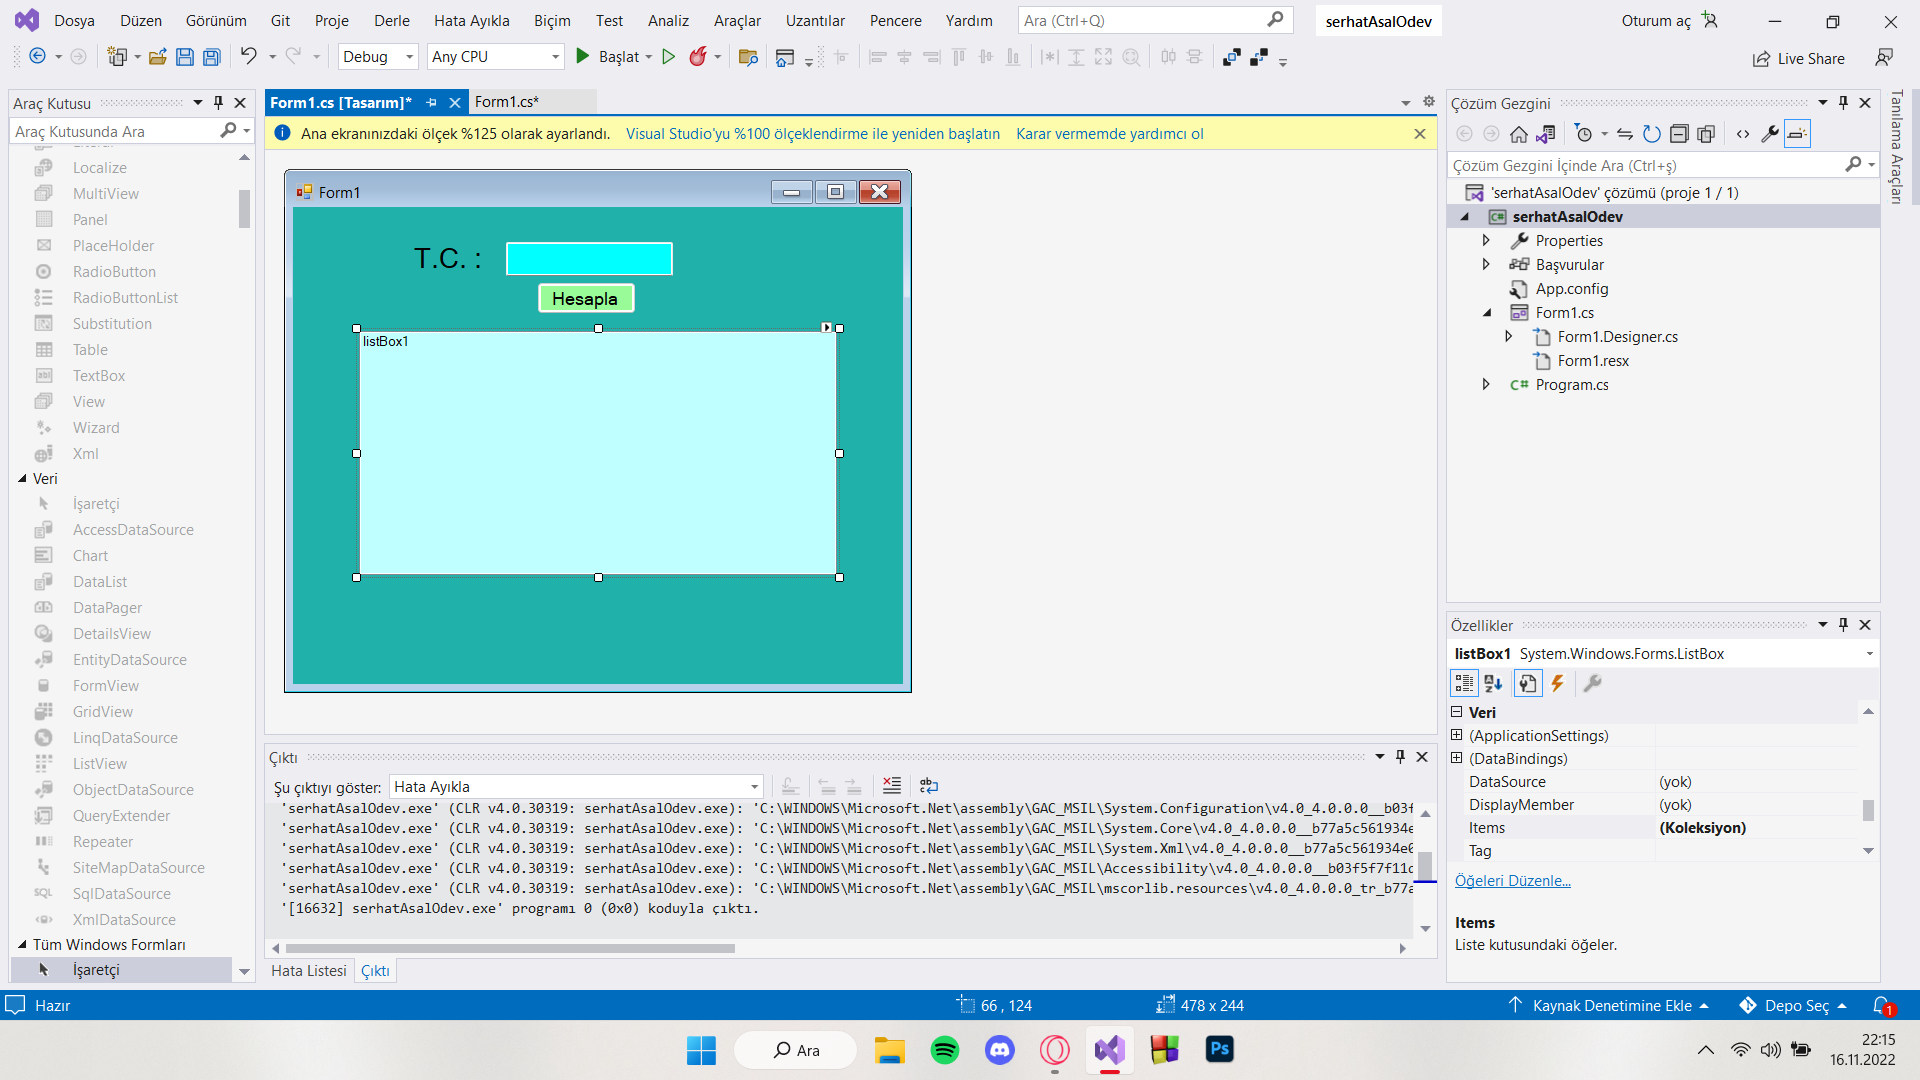 Dosya Düzen Görünüm Git Proje Derle Hata Ayıkla Biçim Test Analiz Araçlar Uzantılar Pencere Yardım Ara (Ctrl+Q) serhatAsalOdev Oturum aç
Debug Any CPU Başlat Live Share
Araç Kutusu
Araç Kutusunda Ara
Localize
MultiView
Panel
PlaceHolder
RadioButton
RadioButtonList
Substitution
Table
TextBox
View
Wizard
Xml
Veri
İşaretçi
AccessDataSource
Chart
DataList
DataPager
DetailsView
EntityDataSource
FormView
GridView
LinqDataSource
ListView
ObjectDataSource
QueryExtender
Repeater
SiteMapDataSource
SqlDataSource
XmlDataSource
Tüm Windows Formları
İşaretçi
Form1.cs [Tasarım]* Form1.cs*
Ana ekranınızdaki ölçek %125 olarak ayarlandı. Visual Studio'yu %100 ölçeklendirme ile yeniden başlatın Karar vermemde yardımcı ol
Form1
T.C. :
Hesapla
listBox1
Çıktı
Şu çıktıyı göster: Hata Ayıkla
'serhatAsalOdev.exe' (CLR v4.0.30319: serhatAsalOdev.exe): 'C:\WINDOWS\Microsoft.Net\assembly\GAC_MSIL\System.Configuration\v4.0_4.0.0.0__b03f
'serhatAsalOdev.exe' (CLR v4.0.30319: serhatAsalOdev.exe): 'C:\WINDOWS\Microsoft.Net\assembly\GAC_MSIL\System.Core\v4.0_4.0.0.0__b77a5c561934e
'serhatAsalOdev.exe' (CLR v4.0.30319: serhatAsalOdev.exe): 'C:\WINDOWS\Microsoft.Net\assembly\GAC_MSIL\System.Xml\v4.0_4.0.0.0__b77a5c561934e0
'serhatAsalOdev.exe' (CLR v4.0.30319: serhatAsalOdev.exe): 'C:\WINDOWS\Microsoft.Net\assembly\GAC_MSIL\Accessibility\v4.0_4.0.0.0__b03f5f7f11d
'serhatAsalOdev.exe' (CLR v4.0.30319: serhatAsalOdev.exe): 'C:\WINDOWS\Microsoft.Net\assembly\GAC_MSIL\mscorlib.resources\v4.0_4.0.0.0_tr_b77a
'[16632] serhatAsalOdev.exe' programı 0 (0x0) koduyla çıktı.
Hata Listesi Çıktı
Çözüm Gezgini
Çözüm Gezgini İçinde Ara (Ctrl+ş)
'serhatAsalOdev' çözümü (proje 1 / 1)
C# serhatAsalOdev
Properties
Başvurular
App.config
Form1.cs
Form1.Designer.cs
Form1.resx
C# Program.cs
Tanılama Araçları
Özellikler
listBox1 System.Windows.Forms.ListBox
Veri
(ApplicationSettings)
(DataBindings)
DataSource (yok)
DisplayMember (yok)
Items (Koleksiyon)
Tag
Öğeleri Düzenle...
Items
Liste kutusundaki öğeler.
Hazır 66 , 124 478 x 244 Kaynak Denetimine Ekle Depo Seç 1
Ara Ps
22:15
16.11.2022